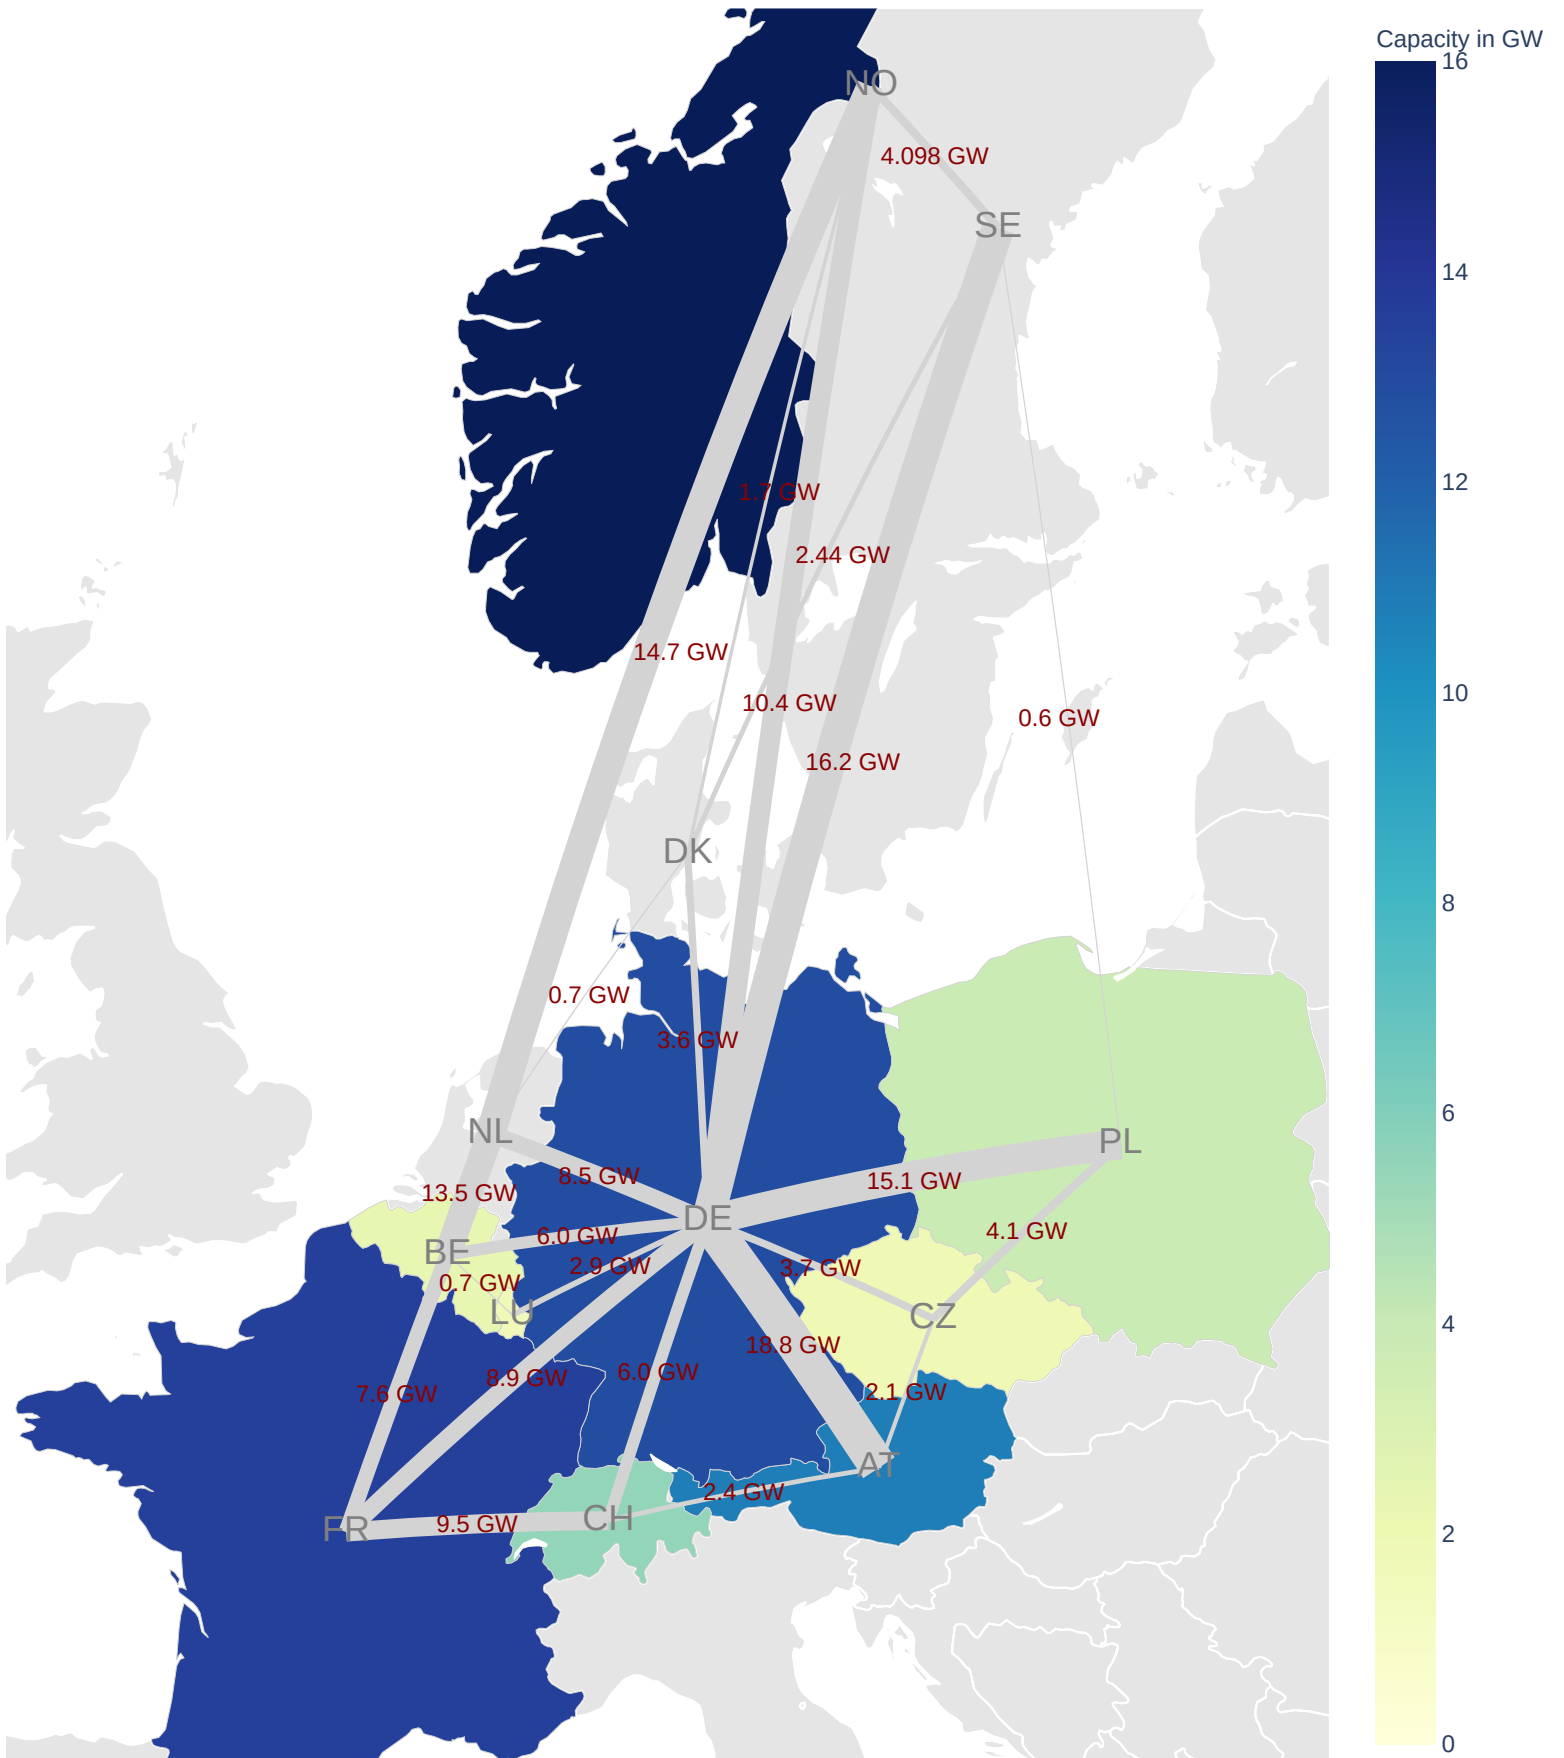 Capacity in GW
16
NO
4.098 GW
SE
14
12
1.7 GW
2.44 GW
14.7 GW
10
10.4 GW
0.6 GW
16.2 GW
DK
8
0.7 GW
3.6 GW
6
NL
PL
8.5 GW
15.1 GW
13.5 GW
DE
6.0 GW
4.1 GW
BE
2.9 GW
3.7 GW
0.7 GW
LU
CZ
4
18.8 GW
6.0 GW
8.9 GW
7.6 GW
2.1 GW
AT
2.4 GW
CH
9.5 GW
FR
2
0